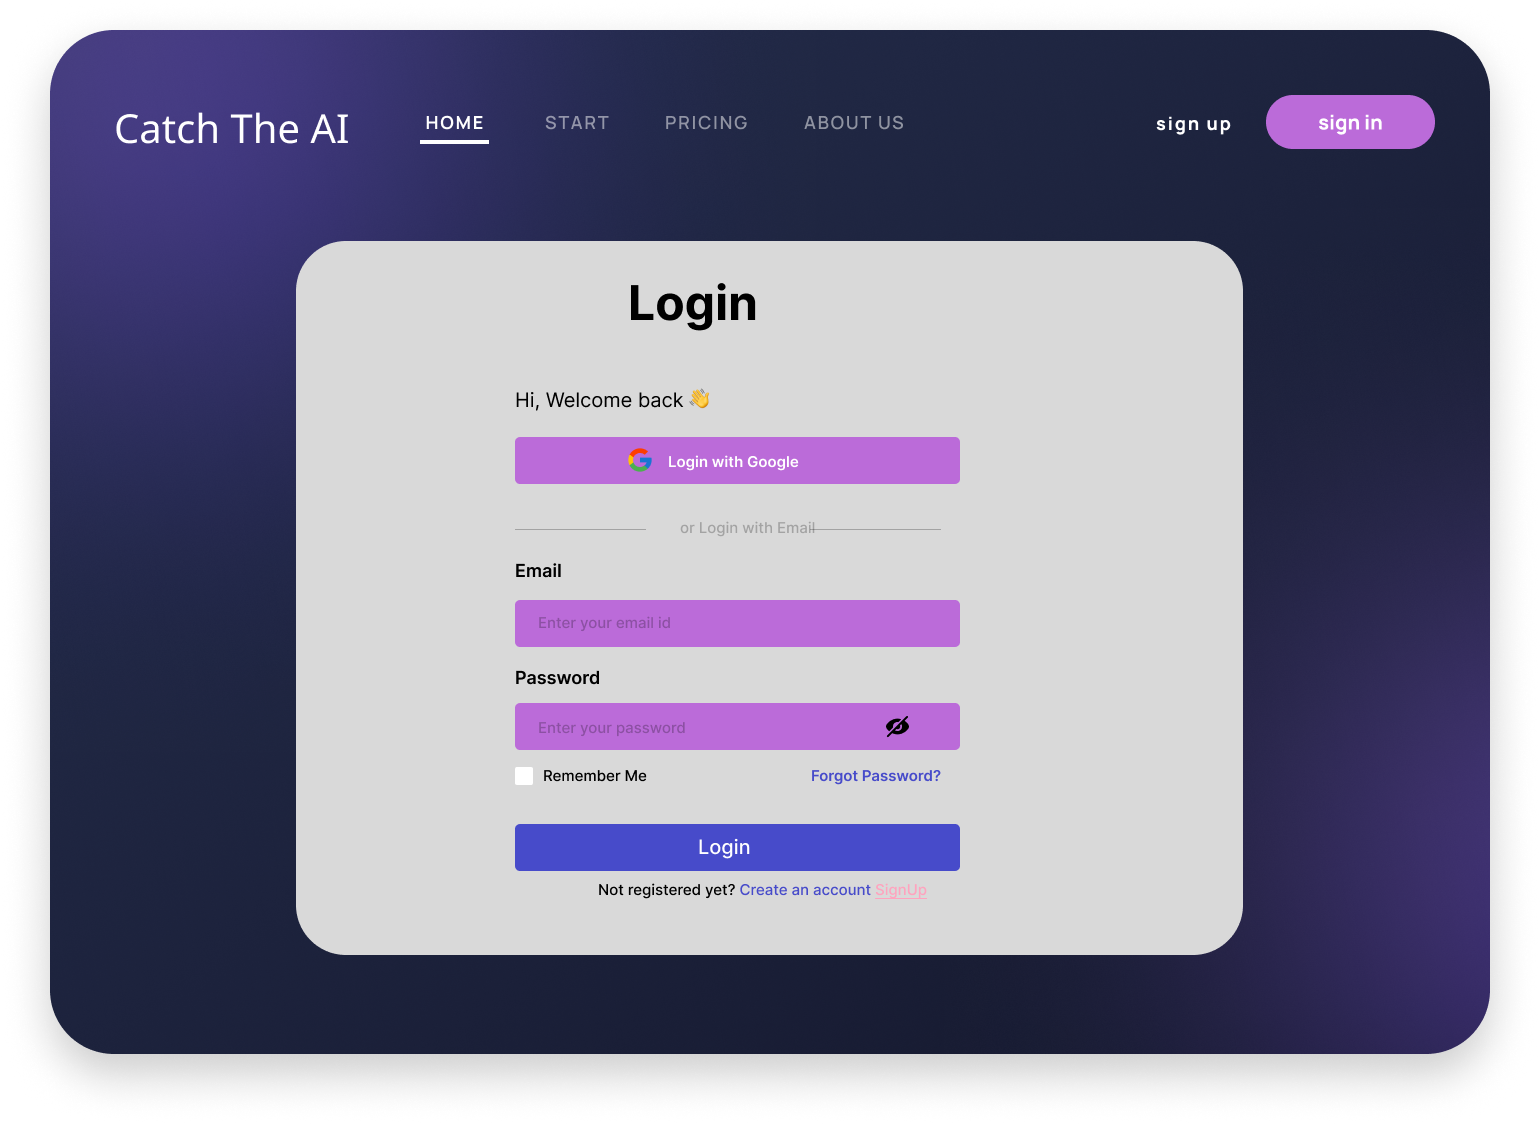 Catch The AI
HOME START PRICING ABOUT US
sign up
sign in
Login
Hi, Welcome back 👋
Login with Google
or Login with Email
Email
Enter your email id
Password
Enter your password
Remember Me Forgot Password?
Login
Not registered yet? Create an account SignUp